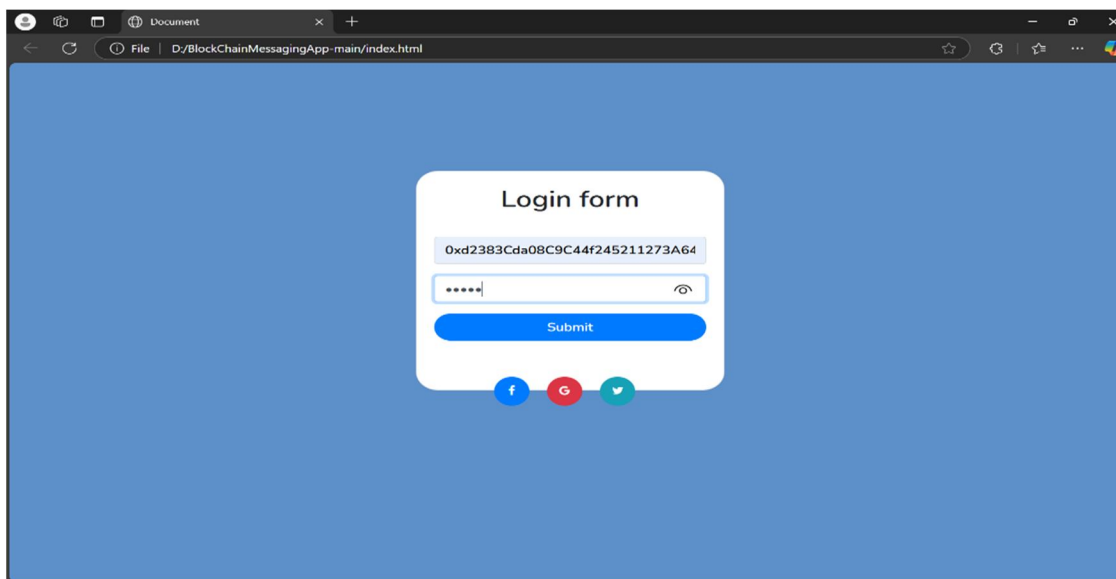 Document
File | D:/BlockChainMessagingApp-main/index.html
Login form
0xd2383Cda08C9C44f245211273A64
•••••
Submit
f G